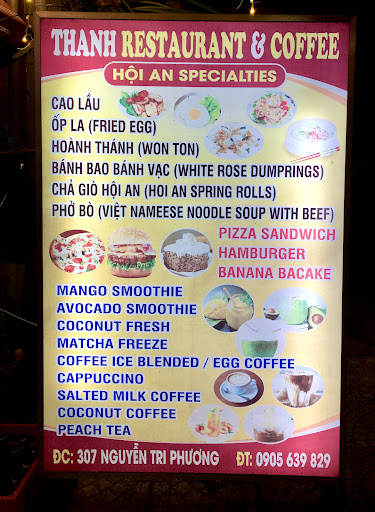 THANH RESTAURANT & COFFEE
HỘI AN SPECIALTIES
CAO LẦU
ỐP LA (FRIED EGG)
HOÀNH THÁNH (WON TON)
BÁNH BAO BÁNH VẠC (WHITE ROSE DUMPRINGS)
CHẢ GIÒ HỘI AN (HOI AN SPRING ROLLS)
PHỞ BÒ (VIỆT NAMEESE NOODLE SOUP WITH BEEF)
PIZZA SANDWICH
HAMBURGER
BANANA BACAKE
MANGO SMOOTHIE
AVOCADO SMOOTHIE
COCONUT FRESH
MATCHA FREEZE
COFFEE ICE BLENDED / EGG COFFEE
CAPPUCCINO
SALTED MILK COFFEE
COCONUT COFFEE
PEACH TEA
ĐC: 307 NGUYỄN TRI PHƯƠNG ĐT: 0905 639 829